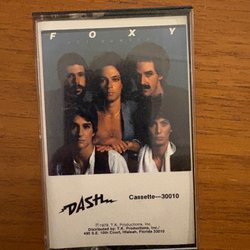 FOXY
DASH
Cassette—30010
℗1978, T.K. Productions, Inc.
Distributed by: T.K. Productions, Inc./
495 S.E. 10th Court, Hialeah, Florida 33010